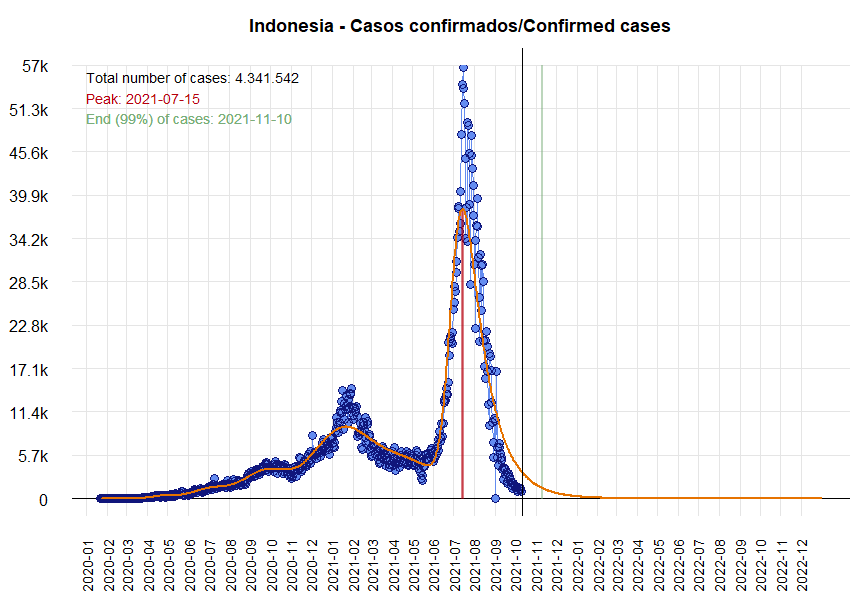 Indonesia - Casos confirmados/Confirmed cases
57k
Total number of cases: 4.341.542
Peak: 2021-07-15
End (99%) of cases: 2021-11-10
51.3k
45.6k
39.9k
34.2k
28.5k
22.8k
17.1k
11.4k
5.7k
0
2020-01
2020-02
2020-03
2020-04
2020-05
2020-06
2020-07
2020-08
2020-09
2020-10
2020-11
2020-12
2021-01
2021-02
2021-03
2021-04
2021-05
2021-06
2021-07
2021-08
2021-09
2021-10
2021-11
2021-12
2022-01
2022-02
2022-03
2022-04
2022-05
2022-06
2022-07
2022-08
2022-09
2022-10
2022-11
2022-12